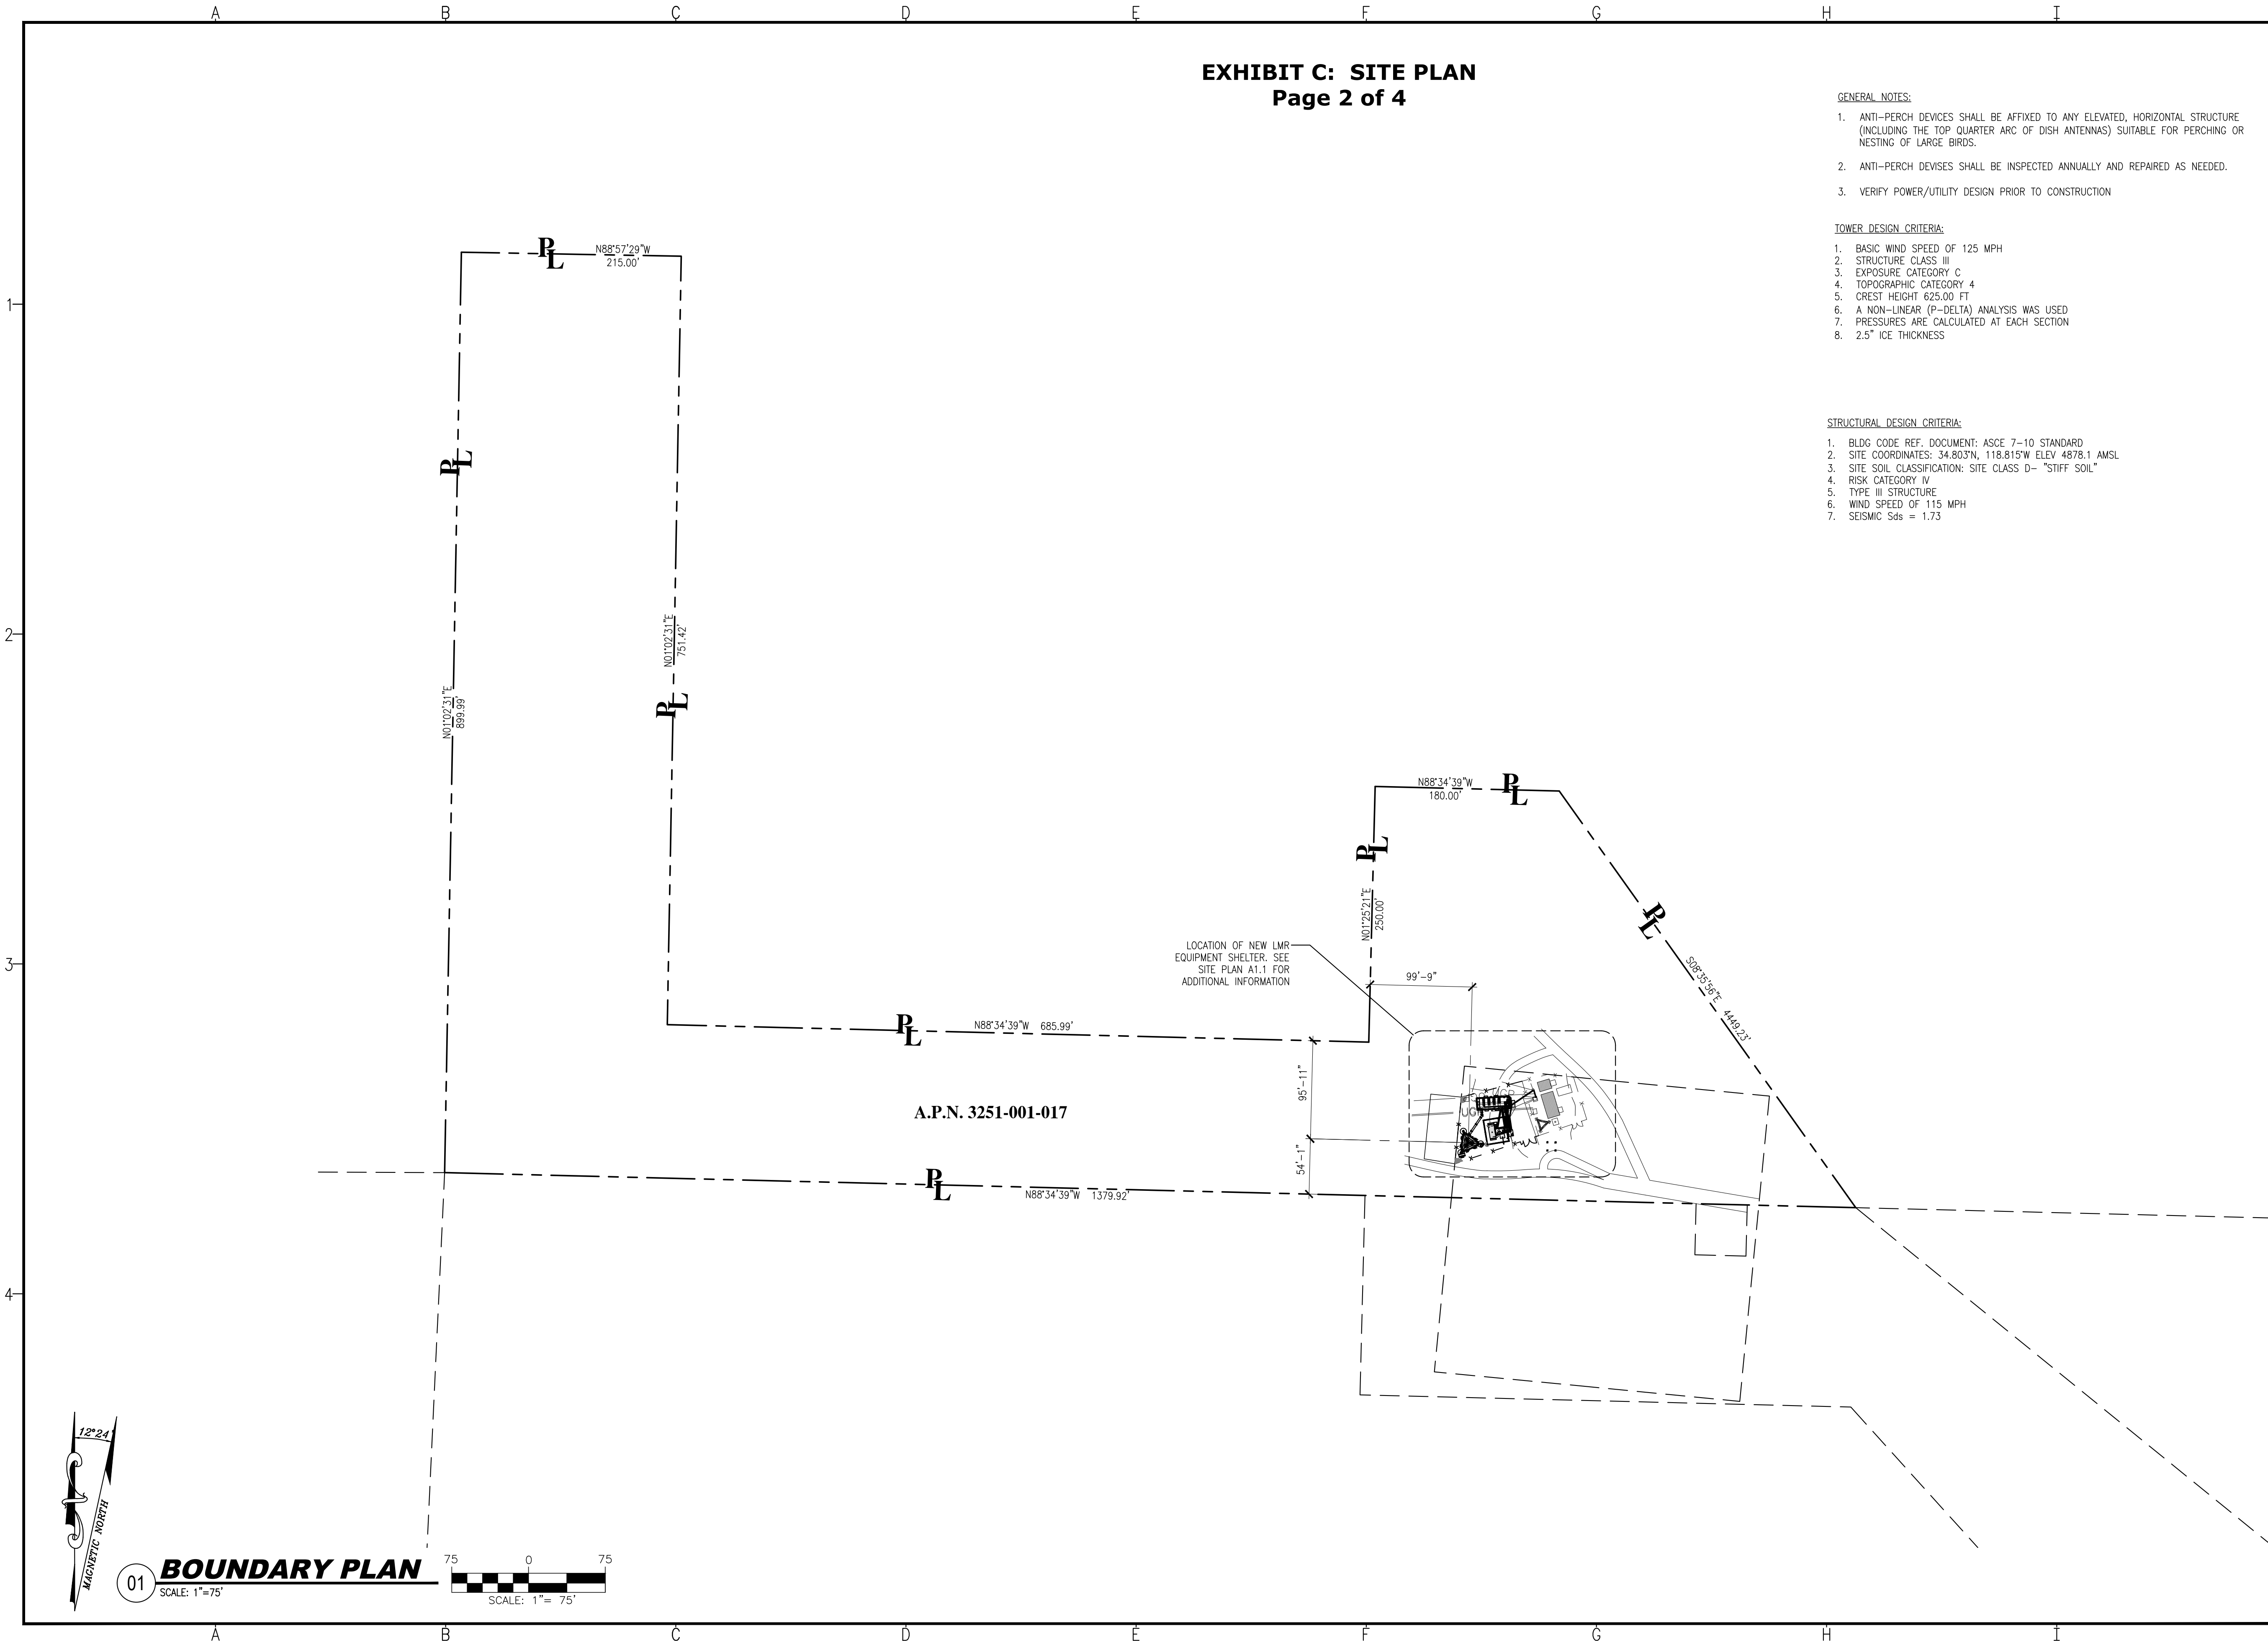 A B C D E F G H I
EXHIBIT C: SITE PLAN
Page 2 of 4
GENERAL NOTES:
1. ANTI-PERCH DEVICES SHALL BE AFFIXED TO ANY ELEVATED, HORIZONTAL STRUCTURE
(INCLUDING THE TOP QUARTER ARC OF DISH ANTENNAS) SUITABLE FOR PERCHING OR
NESTING OF LARGE BIRDS.
2. ANTI-PERCH DEVISES SHALL BE INSPECTED ANNUALLY AND REPAIRED AS NEEDED.
3. VERIFY POWER/UTILITY DESIGN PRIOR TO CONSTRUCTION
TOWER DESIGN CRITERIA:
1. BASIC WIND SPEED OF 125 MPH
2. STRUCTURE CLASS III
3. EXPOSURE CATEGORY C
4. TOPOGRAPHIC CATEGORY 4
5. CREST HEIGHT 625.00 FT
6. A NON-LINEAR (P-DELTA) ANALYSIS WAS USED
7. PRESSURES ARE CALCULATED AT EACH SECTION
8. 2.5" ICE THICKNESS
STRUCTURAL DESIGN CRITERIA:
1. BLDG CODE REF. DOCUMENT: ASCE 7-10 STANDARD
2. SITE COORDINATES: 34.803°N, 118.815°W ELEV 4878.1 AMSL
3. SITE SOIL CLASSIFICATION: SITE CLASS D- "STIFF SOIL"
4. RISK CATEGORY IV
5. TYPE III STRUCTURE
6. WIND SPEED OF 115 MPH
7. SEISMIC Sds = 1.73
PL
N88°57'29"W
215.00'
1
PL
2
N01°02'31"E
751.42'
N01°02'31"E
899.99'
PL
N88°34'39"W
180.00'
PL
PL
N01°25'21"E
250.00'
PL
LOCATION OF NEW LMR
EQUIPMENT SHELTER. SEE
SITE PLAN A1.1 FOR
ADDITIONAL INFORMATION
3
99'-9"
S08°35'56"E 4449.23'
PL
N88°34'39"W 685.99'
95'-11"
A.P.N. 3251-001-017
UGP
54'-1"
PL
N88°34'39"W 1379.92'
4
12°24'
MAGNETIC NORTH
01
BOUNDARY PLAN
SCALE: 1"=75'
75 0 75
SCALE: 1"= 75'
A B C D E F G H I